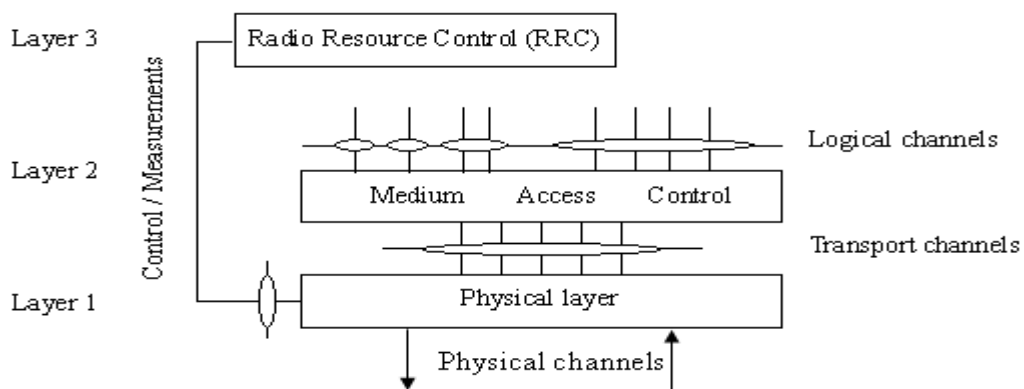 Layer 3
Radio Resource Control (RRC)
Control / Measurements
Logical channels
Layer 2
Medium Access Control
Transport channels
Layer 1
Physical layer
Physical channels